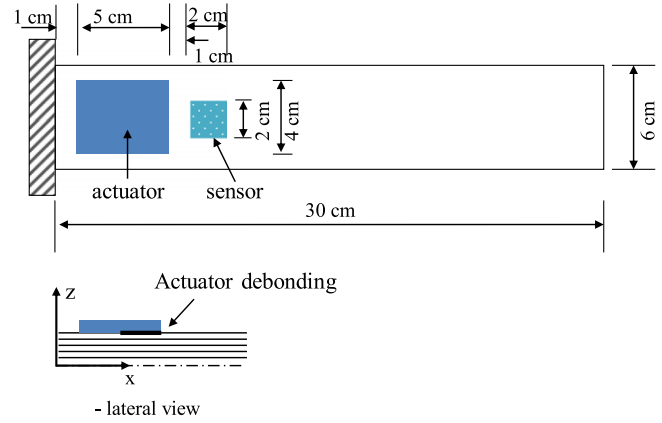 1 cm
5 cm
2 cm
1 cm
2 cm
4 cm
6 cm
actuator
sensor
30 cm
Actuator debonding
z
x
- lateral view